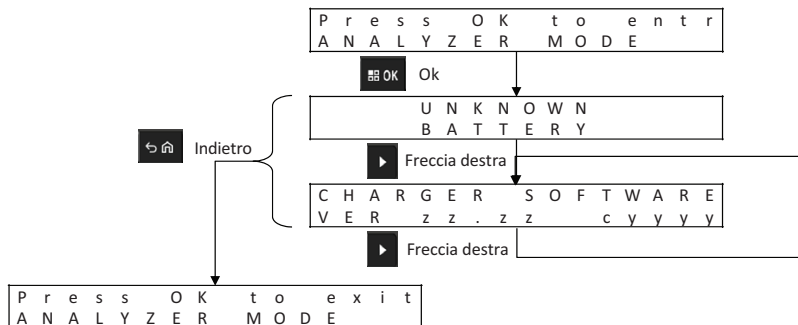 Press OK to entr
ANALYZER MODE
OK Ok
UNKNOWN
BATTERY
Indietro
Freccia destra
CHARGER SOFTWARE
VER zz.zz cyyyy
Freccia destra
Press OK to exit
ANALYZER MODE